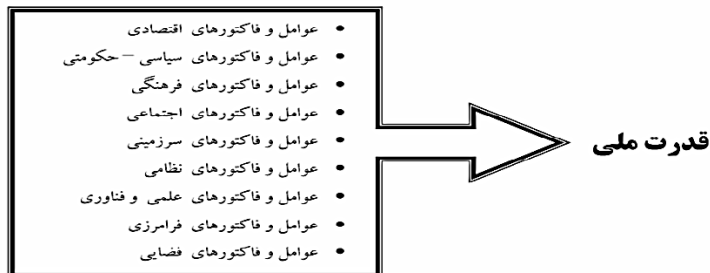 • عوامل و فاکتورهای اقتصادی
• عوامل و فاکتورهای سیاسی – حکومتی
• عوامل و فاکتورهای فرهنگی
• عوامل و فاکتورهای اجتماعی
• عوامل و فاکتورهای سرزمینی
• عوامل و فاکتورهای نظامی
• عوامل و فاکتورهای علمی و فناوری
• عوامل و فاکتورهای فرامرزی
• عوامل و فاکتورهای فضایی
قدرت ملی